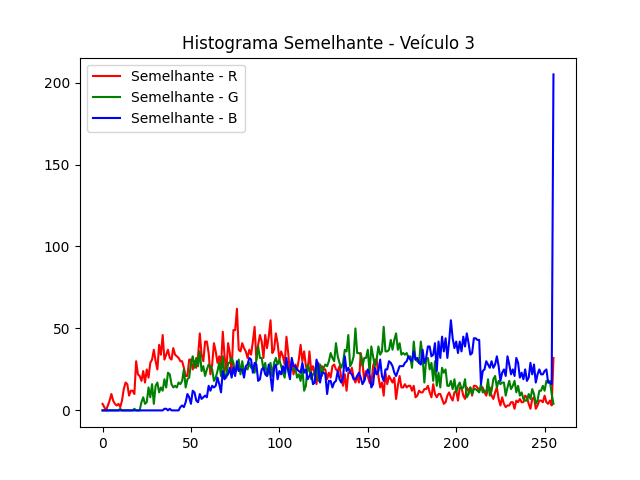 Histograma Semelhante - Veículo 3
Semelhante - R
Semelhante - G
Semelhante - B
200
150
100
50
0
0 50 100 150 200 250